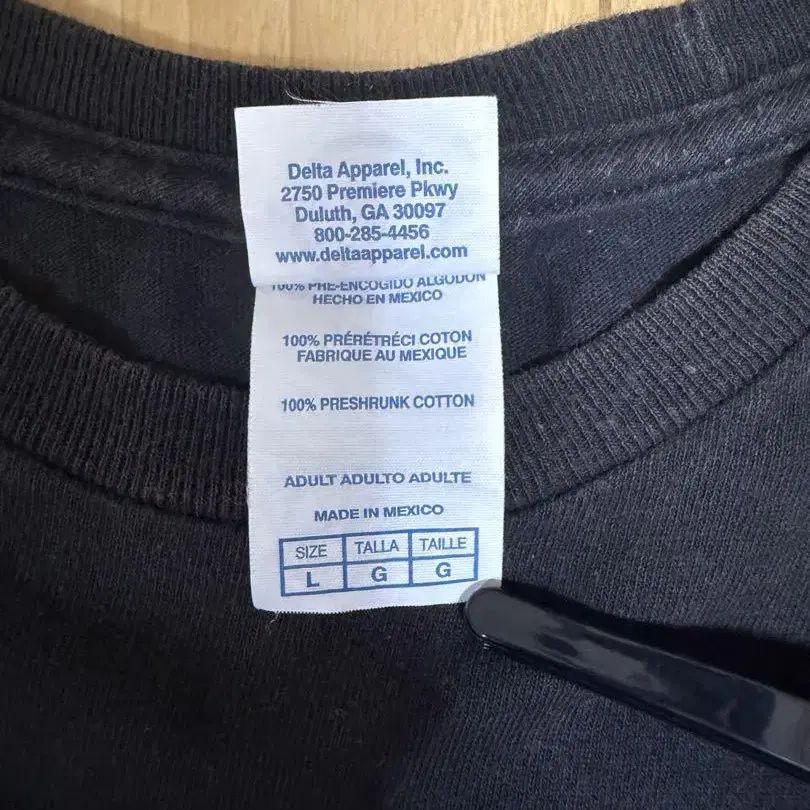 Delta Apparel, Inc.
2750 Premiere Pkwy
Duluth, GA 30097
800-285-4456
www.deltaapparel.com
100% PRE-ENCOGIDO ALGODON
HECHO EN MEXICO
100% PRÉRÉTRÉCI COTON
FABRIQUE AU MEXIQUE
100% PRESHRUNK COTTON
ADULT ADULTO ADULTE
MADE IN MEXICO
SIZE TALLA TAILLE
L G G